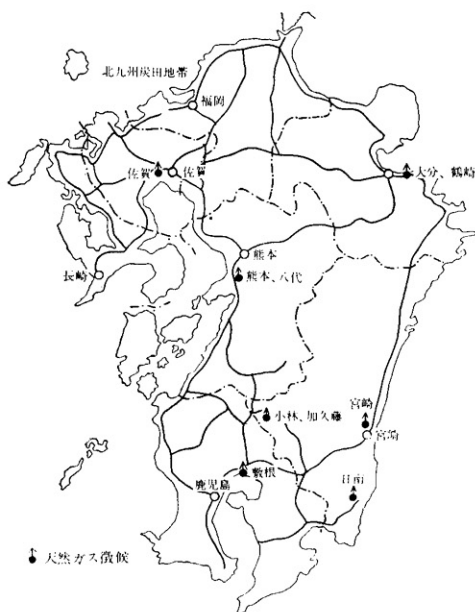 北九州炭田地帯
福岡
佐賀
佐賀
大分、鶴崎
熊本
熊本、八代
長崎
小林、加久藤
宮崎
宮崎
鹿児島
敷根
日南
天然ガス徴候